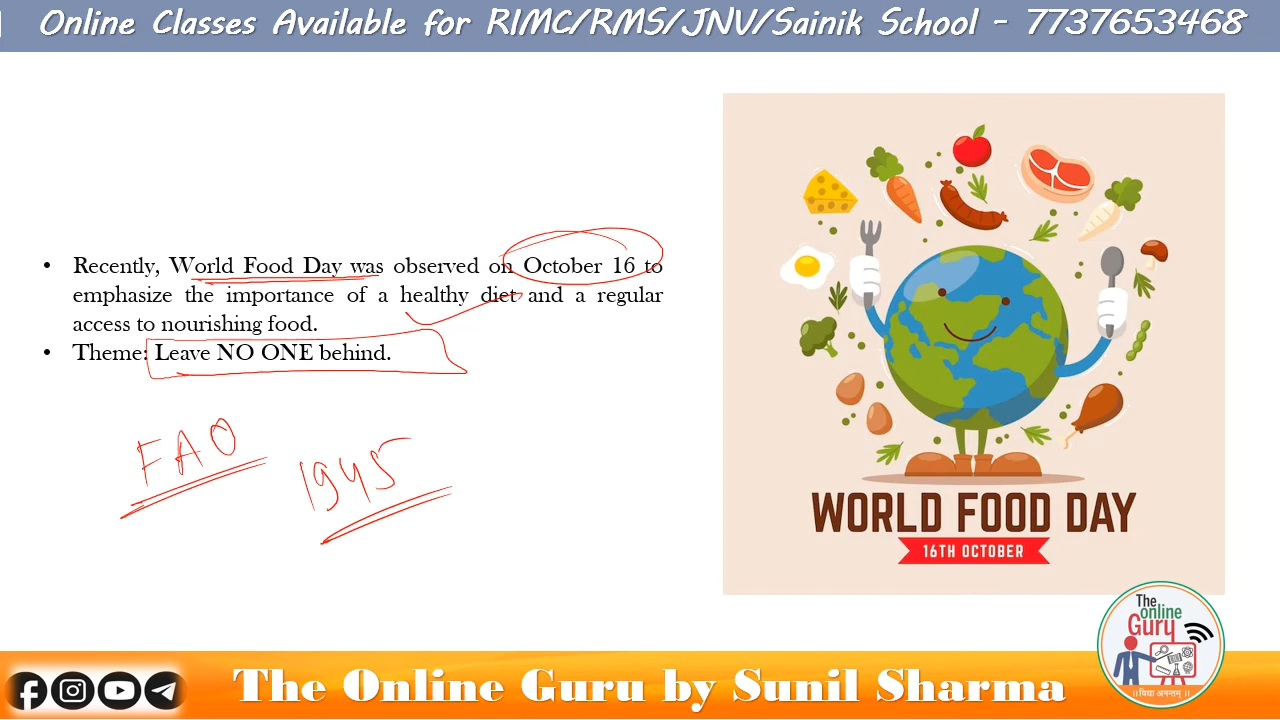 Online Classes Available for RIMC/RMS/JNV/Sainik School - 7737653468
• Recently, World Food Day was observed on October 16 to
emphasize the importance of a healthy diet and a regular
access to nourishing food.
• Theme: Leave NO ONE behind.
FAO
1945
WORLD FOOD DAY
16TH OCTOBER
The
online
Guru
॥ विद्या अनन्तम् ॥
The Online Guru by Sunil Sharma